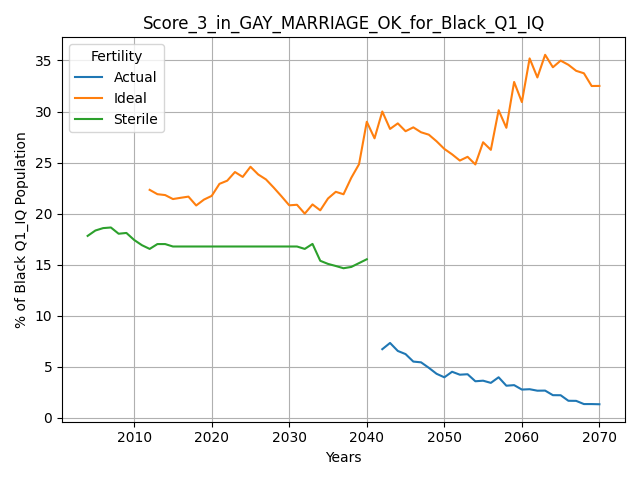 Score_3_in_GAY_MARRIAGE_OK_for_Black_Q1_IQ
Fertility
Actual
Ideal
Sterile
% of Black Q1_IQ Population
35
30
25
20
15
10
5
0
2010 2020 2030 2040 2050 2060 2070
Years